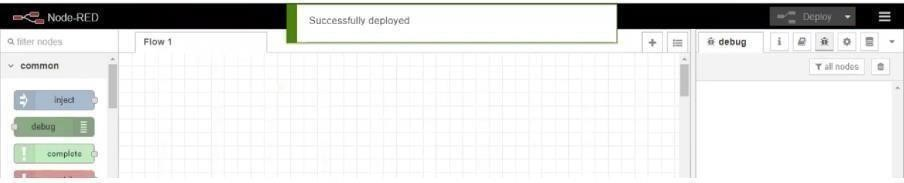 Node-RED
Successfully deployed
Deploy
filter nodes
Flow 1
debug
i
common
all nodes
inject
debug
complete